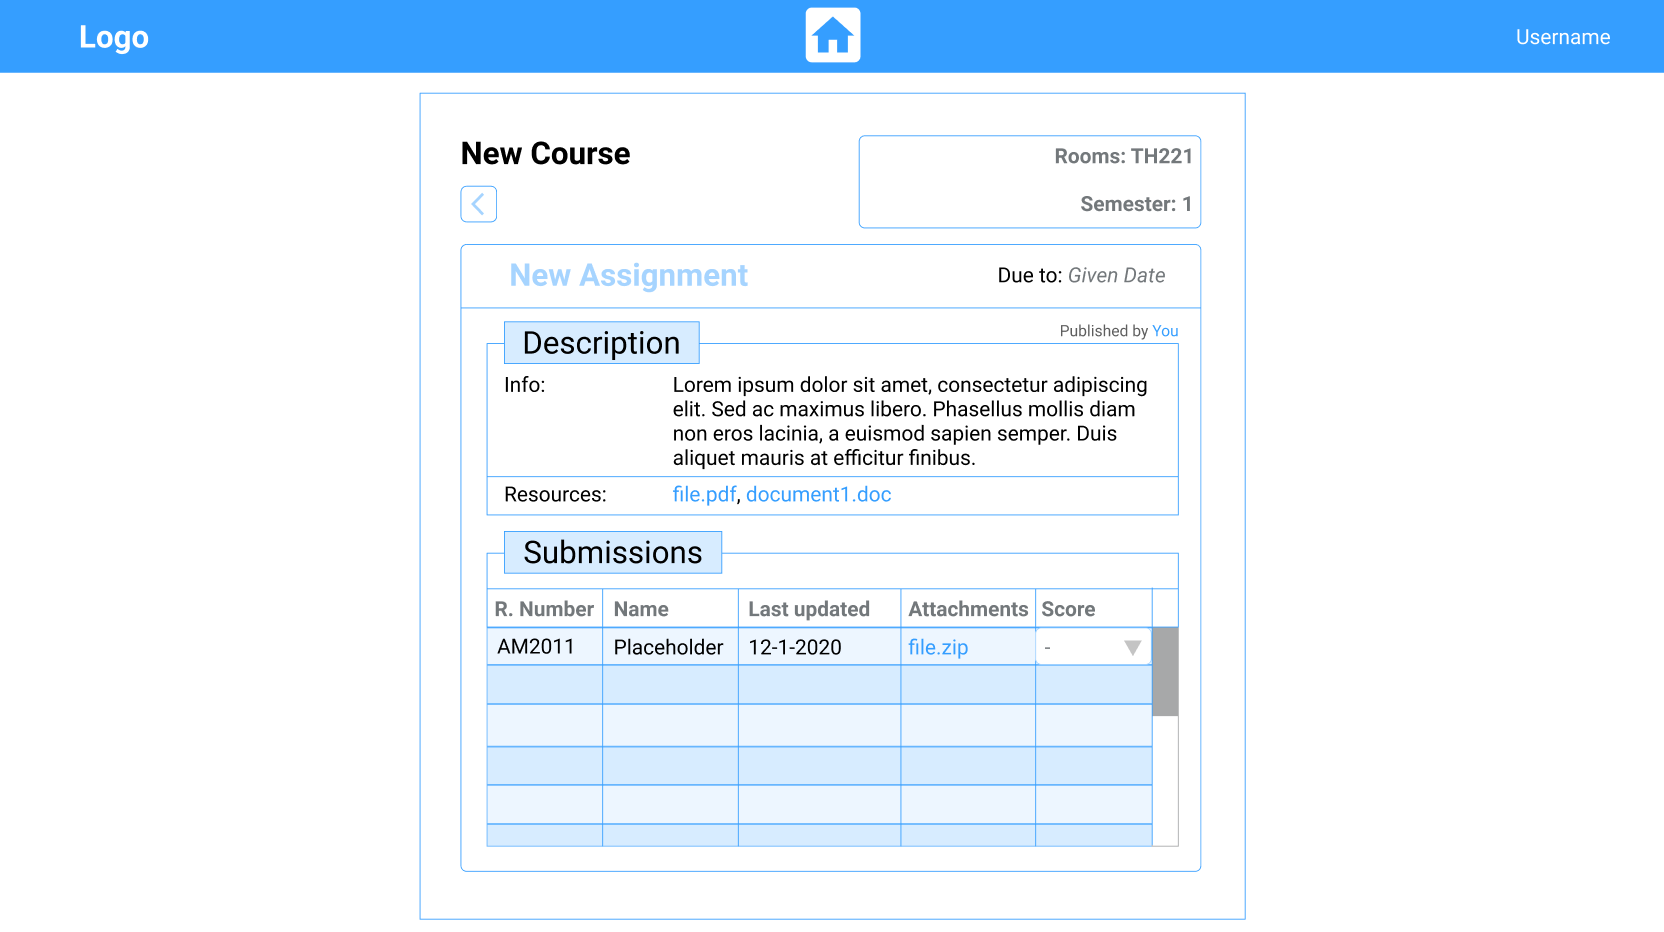 Logo
Username
New Course
Rooms: TH221
Semester: 1
New Assignment
Due to: Given Date
Published by You
Description
Info:
Lorem ipsum dolor sit amet, consectetur adipiscing
elit. Sed ac maximus libero. Phasellus mollis diam
non eros lacinia, a euismod sapien semper. Duis
aliquet mauris at efficitur finibus.
Resources:
file.pdf, document1.doc
Submissions
R. Number Name Last updated Attachments Score
AM2011 Placeholder 12-1-2020 file.zip -